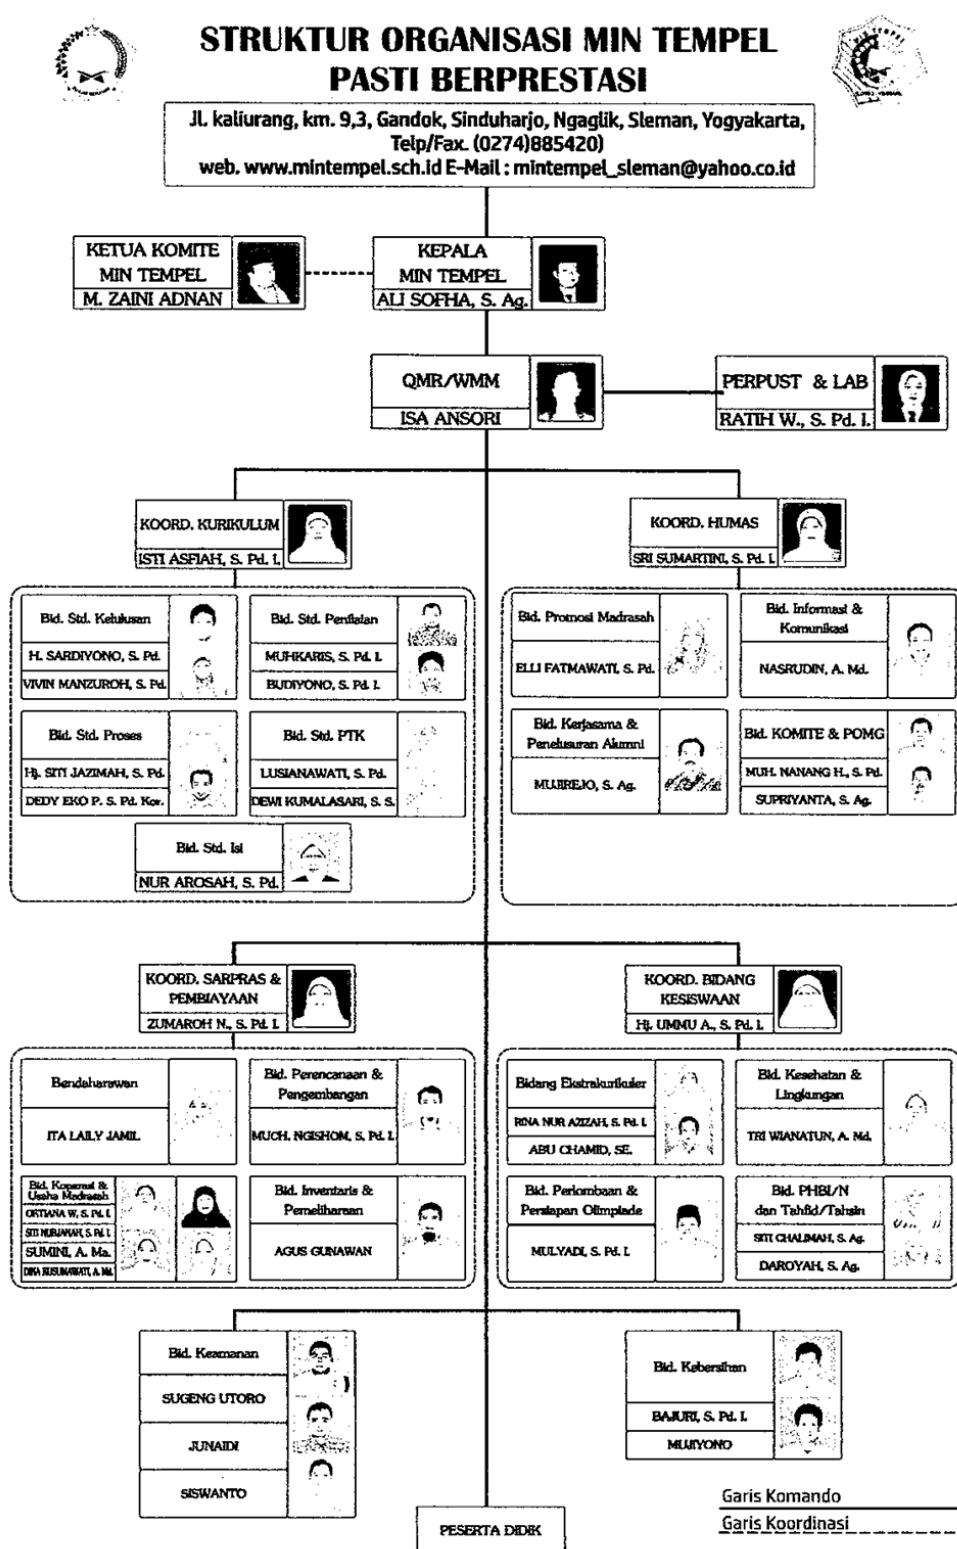 STRUKTUR ORGANISASI MIN TEMPEL
PASTI BERPRESTASI
Jl. kaliurang, km. 9,3, Gandok, Sinduharjo, Ngaglik, Sleman, Yogyakarta,
Telp/Fax. (0274)885420)
web. www.mintempel.sch.id E-Mail : mintempel_sleman@yahoo.co.id
KETUA KOMITE
MIN TEMPEL
M. ZAINI ADNAN
KEPALA
MIN TEMPEL
ALI SOFHA, S. Ag.
QMR/WMM
ISA ANSORI
PERPUST & LAB
RATIH W., S. Pd. I.
KOORD. KURIKULUM
ISTI ASFIAH, S. Pd. I.
KOORD. HUMAS
SRI SUMARTINI, S. Pd. I.
Bid. Std. Kelulusan
H. SARDIYONO, S. Pd.
VIVIN MANZUROH, S. Pd.
Bid. Std. Penilaian
MUHKARIS, S. Pd. I.
BUDIYONO, S. Pd. I.
Bid. Std. Proses
Hj. SITI JAZIMAH, S. Pd.
DEDY EKO P. S. Pd. Kor.
Bid. Std. PTK
LUSIANAWATI, S. Pd.
DEWI KUMALASARI, S. S.
Bid. Std. Isi
NUR AROSAH, S. Pd.
Bid. Promosi Madrasah
ELLI FATMAWATI, S. Pd.
Bid. Informasi &
Komunikasi
NASRUDIN, A. Md.
Bid. Kerjasama &
Penelusuran Alumni
MUJIREJO, S. Ag.
Bid. KOMITE & POMG
MUH. NANANG H., S. Pd.
SUPRIYANTA, S. Ag.
KOORD. SARPRAS &
PEMBIAYAAN
ZUMAROH N., S. Pd. I.
KOORD. BIDANG
KESISWAAN
Hj. UMMU A., S. Pd. I.
Bendaharawan
ITA LAILY JAMIL
Bid. Perencanaan &
Pengembangan
MUCH. NGISHOM, S. Pd. I.
Bid. Koperasi &
Usaha Madrasah
ORTIANA W, S. Pd. I.
SITI NURJANAH, S. Pd. I.
SUMINI, A. Ma.
DIKA KUSUMAWATI, A. Md.
Bid. Inventaris &
Pemeliharaan
AGUS GUNAWAN
Bidang Ekstrakurikuler
RINA NUR AZIZAH, S. Pd. I.
ABU CHAMID, SE.
Bid. Kesehatan &
Lingkungan
TRI WIANATUN, A. Md.
Bid. Perlombaan &
Persiapan Olimpiade
MULYADI, S. Pd. I.
Bid. PHBI/N
dan Tahfid/Tahsin
SITI CHALIMAH, S. Ag.
DAROYAH, S. Ag.
Bid. Keamanan
SUGENG UTORO
JUNAIDI
SISWANTO
Bid. Kebersihan
BAJURI, S. Pd. I.
MUJIYONO
Garis Komando
Garis Koordinasi
PESERTA DIDIK